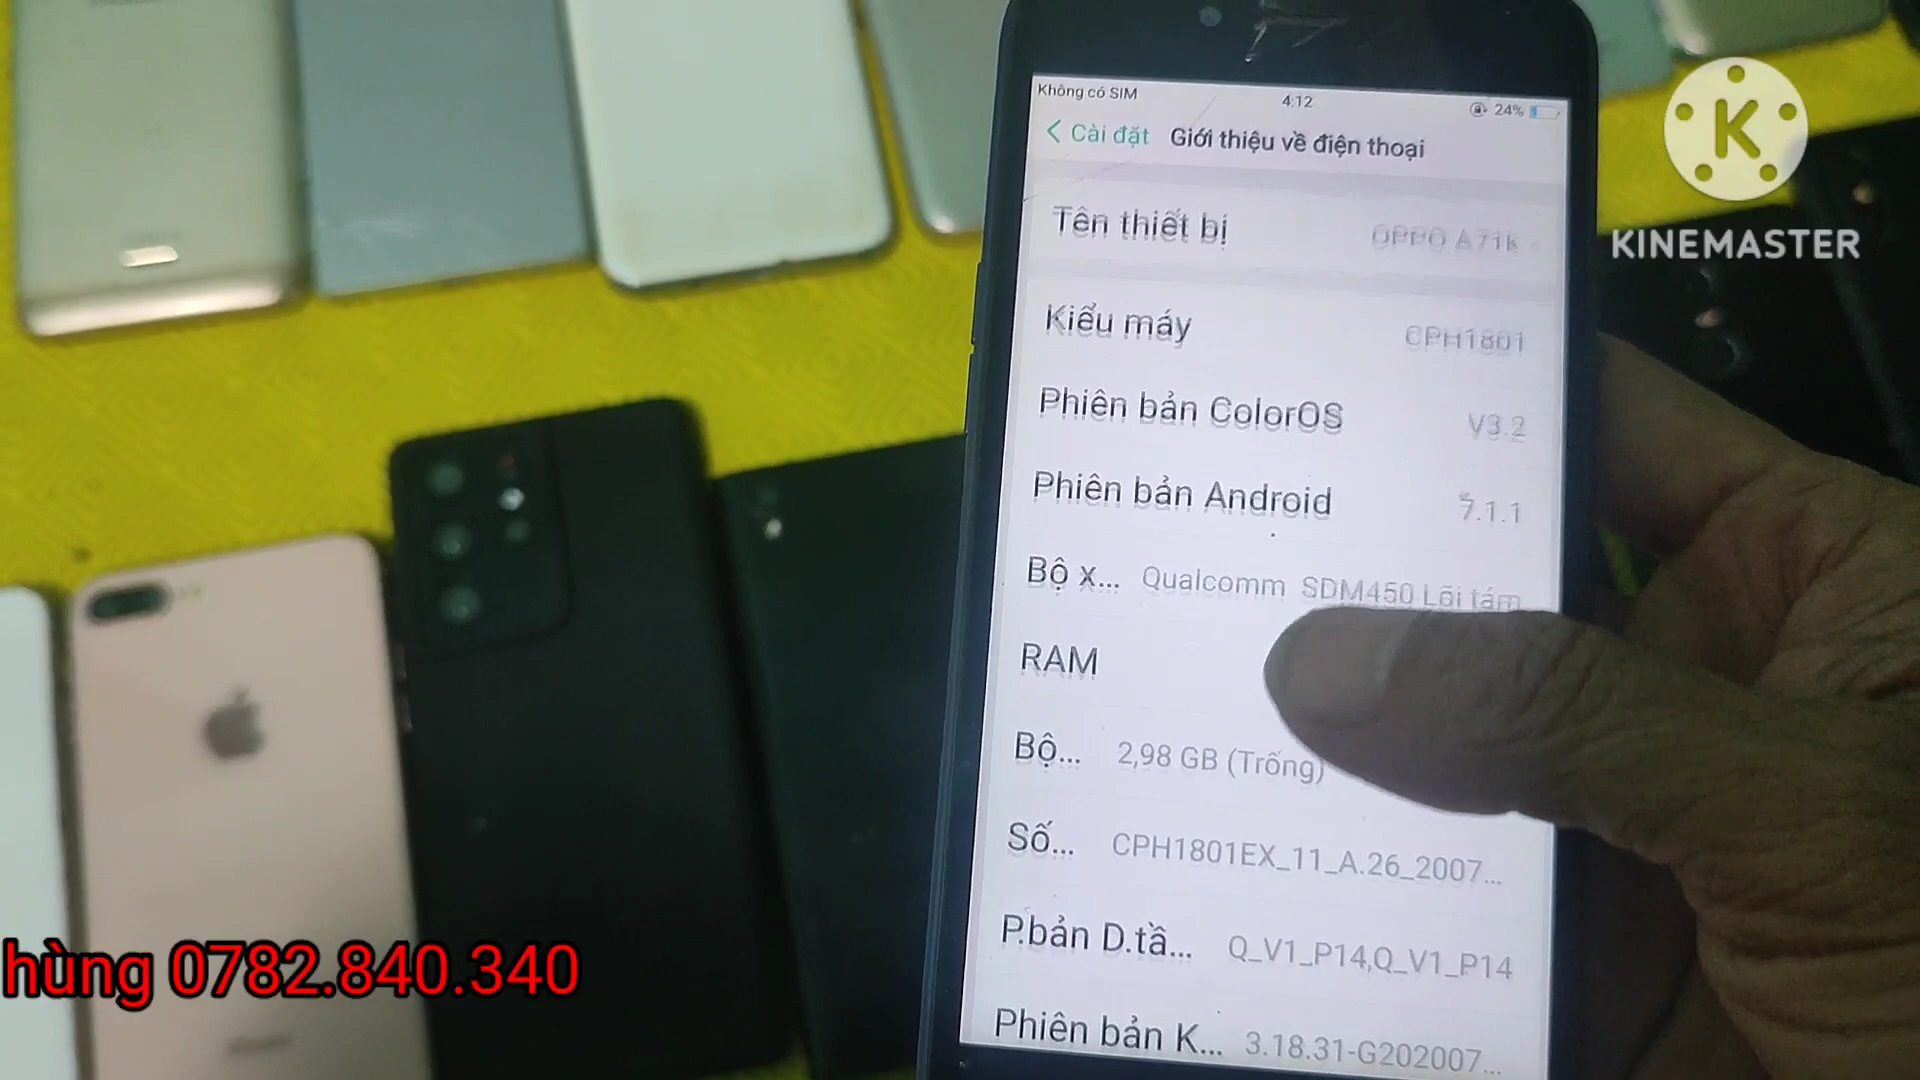 Không có SIM 4:12 24%
Cài đặt Giới thiệu về điện thoại
Tên thiết bị OPPO A71k
Kiểu máy CPH1801
Phiên bản ColorOS V3.2
Phiên bản Android 7.1.1
Bộ x... Qualcomm SDM450 Lõi tám
RAM
Bộ... 2,98 GB (Trống)
Số... CPH1801EX_11_A.26_2007...
P.bản D.tầ... Q_V1_P14,Q_V1_P14
Phiên bản K... 3.18.31-G202007...
K
KINEMASTER
hùng 0782.840.340